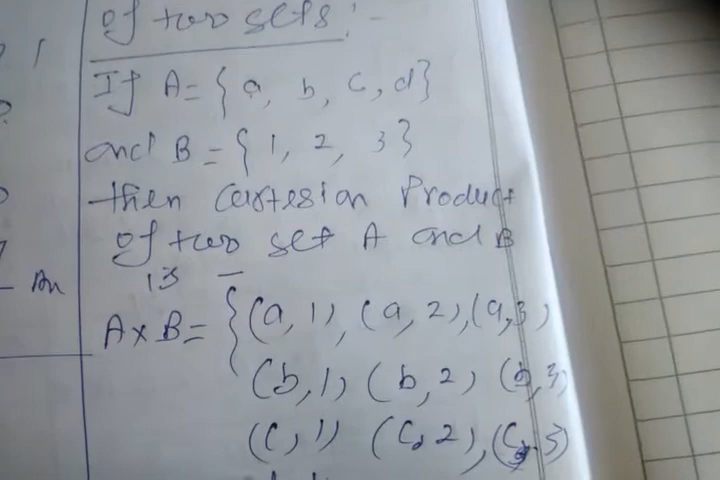 of two sets :-
If A = { a, b, c, d}
and B = { 1, 2, 3 }
then Cartesian Product
of two set A and B
is -
An
A x B = { (a, 1), (a, 2), (a, 3)
(b, 1) (b, 2) (b, 3)
(c, 1) (c, 2), (c, 3)